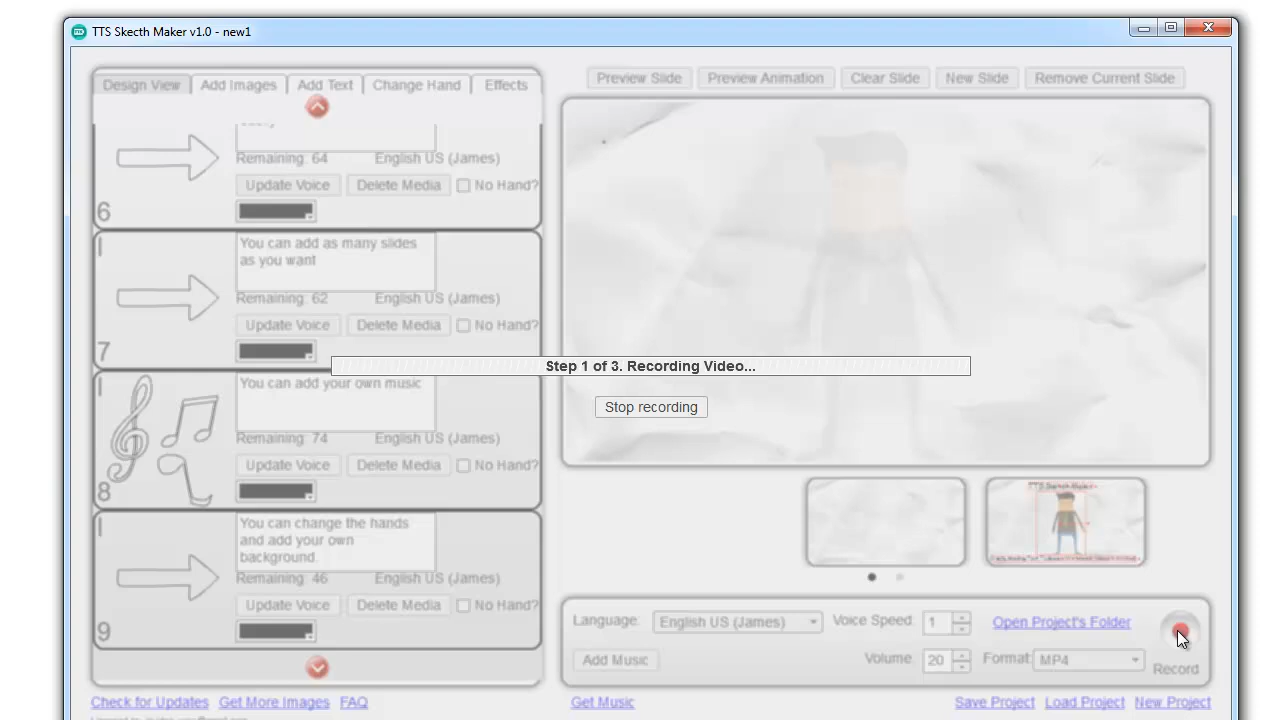 TTS Skecth Maker v1.0 - new1
Design View
Add Images
Add Text
Change Hand
Effects
Preview Slide
Preview Animation
Clear Slide
New Slide
Remove Current Slide
Remaining: 64
English US (James)
Update Voice
Delete Media
No Hand?
6
You can add as many slides
as you want
Remaining: 62
English US (James)
Update Voice
Delete Media
No Hand?
7
Step 1 of 3. Recording Video...
Stop recording
You can add your own music
Remaining: 74
English US (James)
Update Voice
Delete Media
No Hand?
8
You can change the hands
and add your own
background.
Remaining: 46
English US (James)
Update Voice
Delete Media
No Hand?
9
Language:
English US (James)
Voice Speed:
1
Open Project's Folder
Add Music
Volume:
20
Format:
MP4
Record
Check for Updates
Get More Images
FAQ
Get Music
Save Project
Load Project
New Project